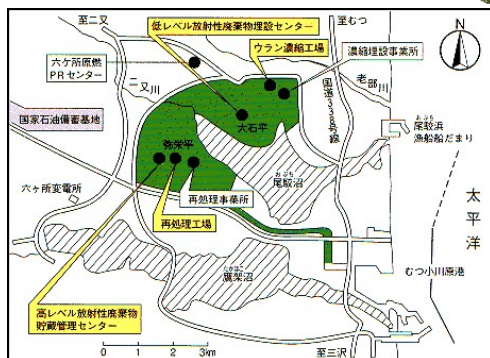 至二又
低レベル放射性廃棄物埋設センター
至むつ
N
ウラン濃縮工場
濃縮埋設事業所
六ケ所原燃
PRセンター
二又川
老部川
国道338号線
国家石油備蓄基地
大石平
おぶち
尾駮浜
漁船船だまり
弥栄平
おぶち
尾駮沼
太平洋
六ヶ所変電所
再処理事業所
再処理工場
むつ小川原港
たかほこ
鷹架沼
高レベル放射性廃棄物
貯蔵管理センター
0 1 2 3km
至三沢